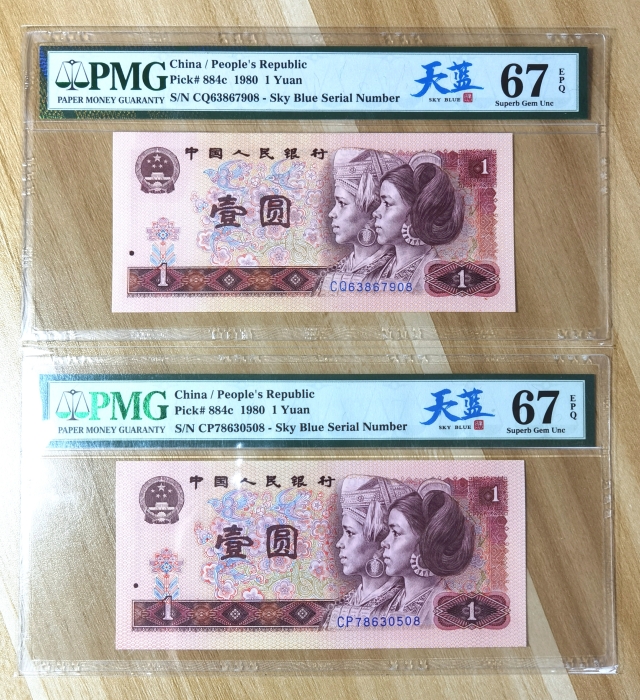 PMG
PAPER MONEY GUARANTY
China / People's Republic
Pick# 884c 1980 1 Yuan
S/N CQ63867908 - Sky Blue Serial Number
天蓝
SKY BLUE
67
EPQ
Superb Gem Unc
中国人民银行
1
壹圆
1
CQ63867908
1
PMG
PAPER MONEY GUARANTY
China / People's Republic
Pick# 884c 1980 1 Yuan
S/N CP78630508 - Sky Blue Serial Number
天蓝
SKY BLUE
67
EPQ
Superb Gem Unc
中国人民银行
1
壹圆
1
CP78630508
1